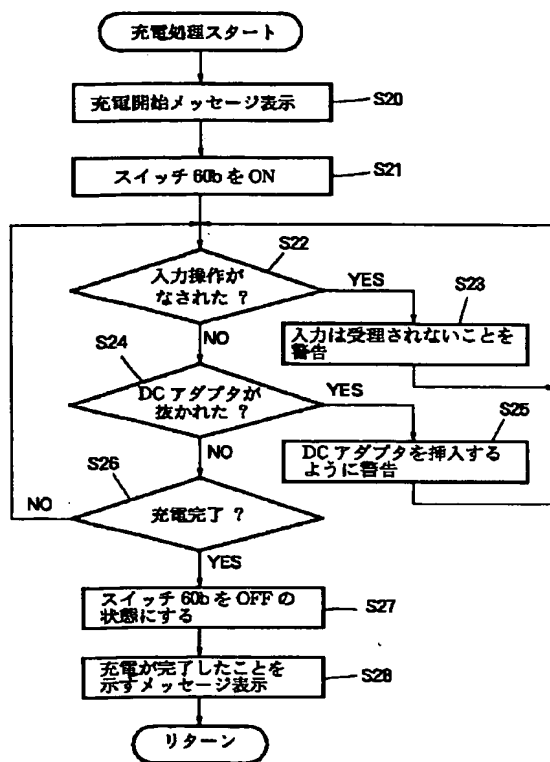 充電処理スタート
充電開始メッセージ表示
S20
スイッチ 60b を ON
S21
S22
入力操作が
なされた ?
YES
S23
入力は受理されないことを
警告
NO
S24
DC アダプタが
抜かれた ?
YES
S25
DC アダプタを挿入する
ように警告
NO
S26
充電完了 ?
NO
YES
スイッチ 60b を OFF の
状態にする
S27
充電が完了したことを
示すメッセージ表示
S28
リターン